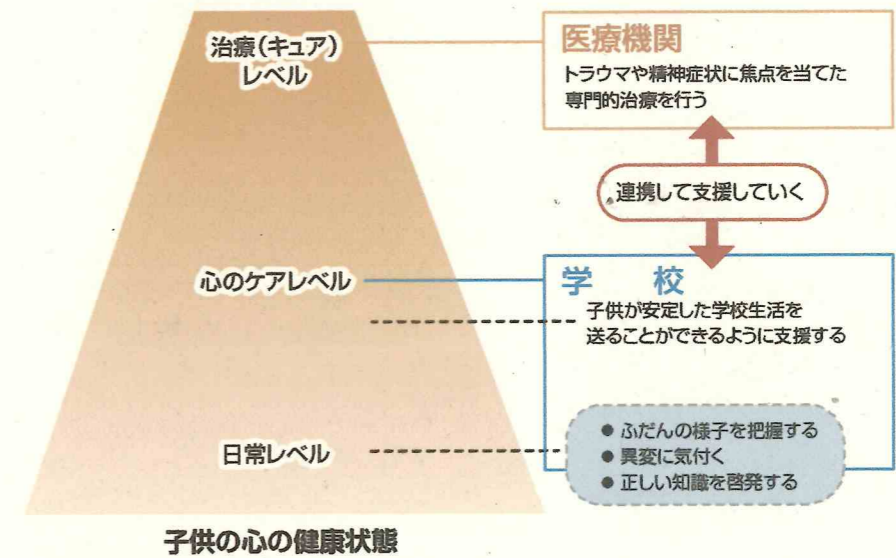 治療(キュア)
レベル
医療機関
トラウマや精神症状に焦点を当てた
専門的治療を行う
連携して支援していく
心のケアレベル
学 校
子供が安定した学校生活を
送ることができるように支援する
日常レベル
● ふだんの様子を把握する
● 異変に気付く
● 正しい知識を啓発する
子供の心の健康状態